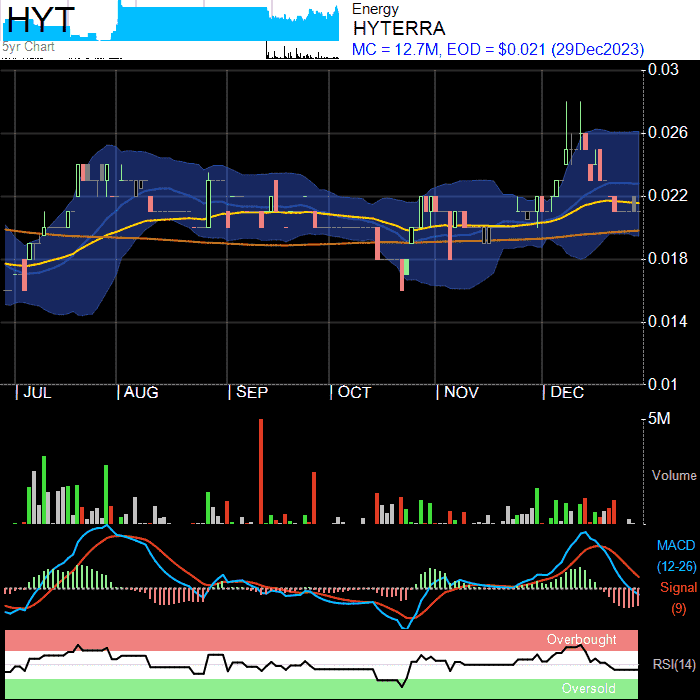 HYT
5yr Chart
Energy
HYTERRA
MC = 12.7M, EOD = $0.021 (29Dec2023)
0.03
0.026
0.022
0.018
0.014
0.01
JUL AUG SEP OCT NOV DEC
5M
Volume
MACD
(12-26)
Signal
(9)
Overbought
RSI(14)
Oversold